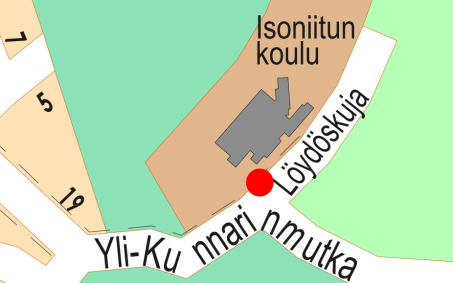 Isoniitun
koulu
7
5
19
Löydöskuja
Yli-Kunnarinmutka